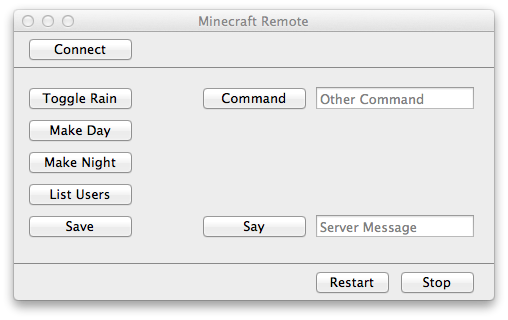 Minecraft Remote
Connect
Toggle Rain Command Other Command
Make Day
Make Night
List Users
Save Say Server Message
Restart Stop